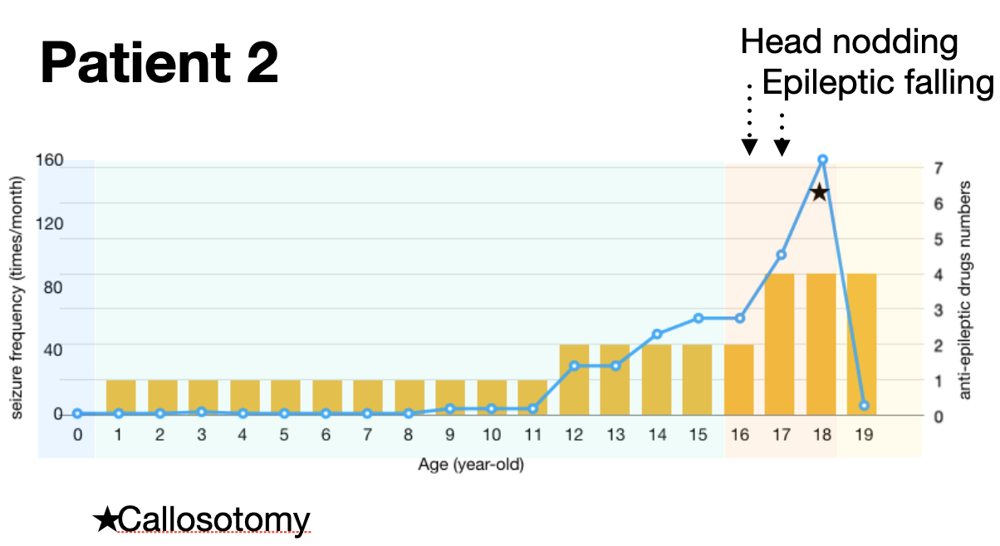 Patient 2
Head nodding
Epileptic falling
160
120
80
40
0
seizure frequency (times/month)
7
6
5
4
3
2
1
0
anti-epileptic drugs numbers
0 1 2 3 4 5 6 7 8 9 10 11 12 13 14 15 16 17 18 19
Age (year-old)
★Callosotomy